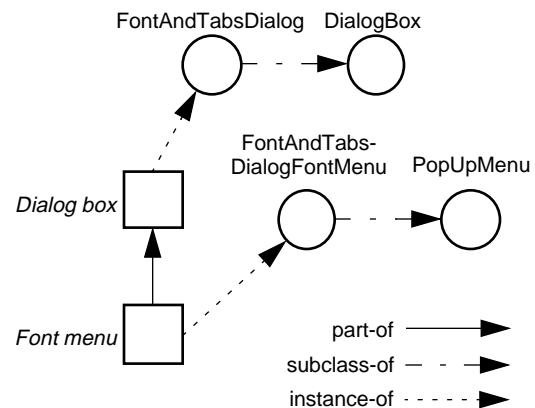 FontAndTabsDialog DialogBox
FontAndTabs-
DialogFontMenu
PopUpMenu
Dialog box
Font menu
part-of
subclass-of
instance-of